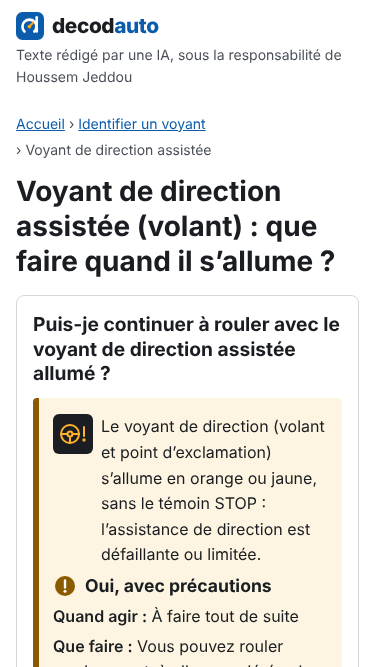 decodauto
Texte rédigé par une IA, sous la responsabilité de
Houssem Jeddou
Accueil › Identifier un voyant
› Voyant de direction assistée
Voyant de direction
assistée (volant) : que
faire quand il s’allume ?
Puis-je continuer à rouler avec le
voyant de direction assistée
allumé ?
Le voyant de direction (volant
et point d’exclamation)
s’allume en orange ou jaune,
sans le témoin STOP :
l’assistance de direction est
défaillante ou limitée.
Oui, avec précautions
Quand agir : À faire tout de suite
Que faire : Vous pouvez rouler